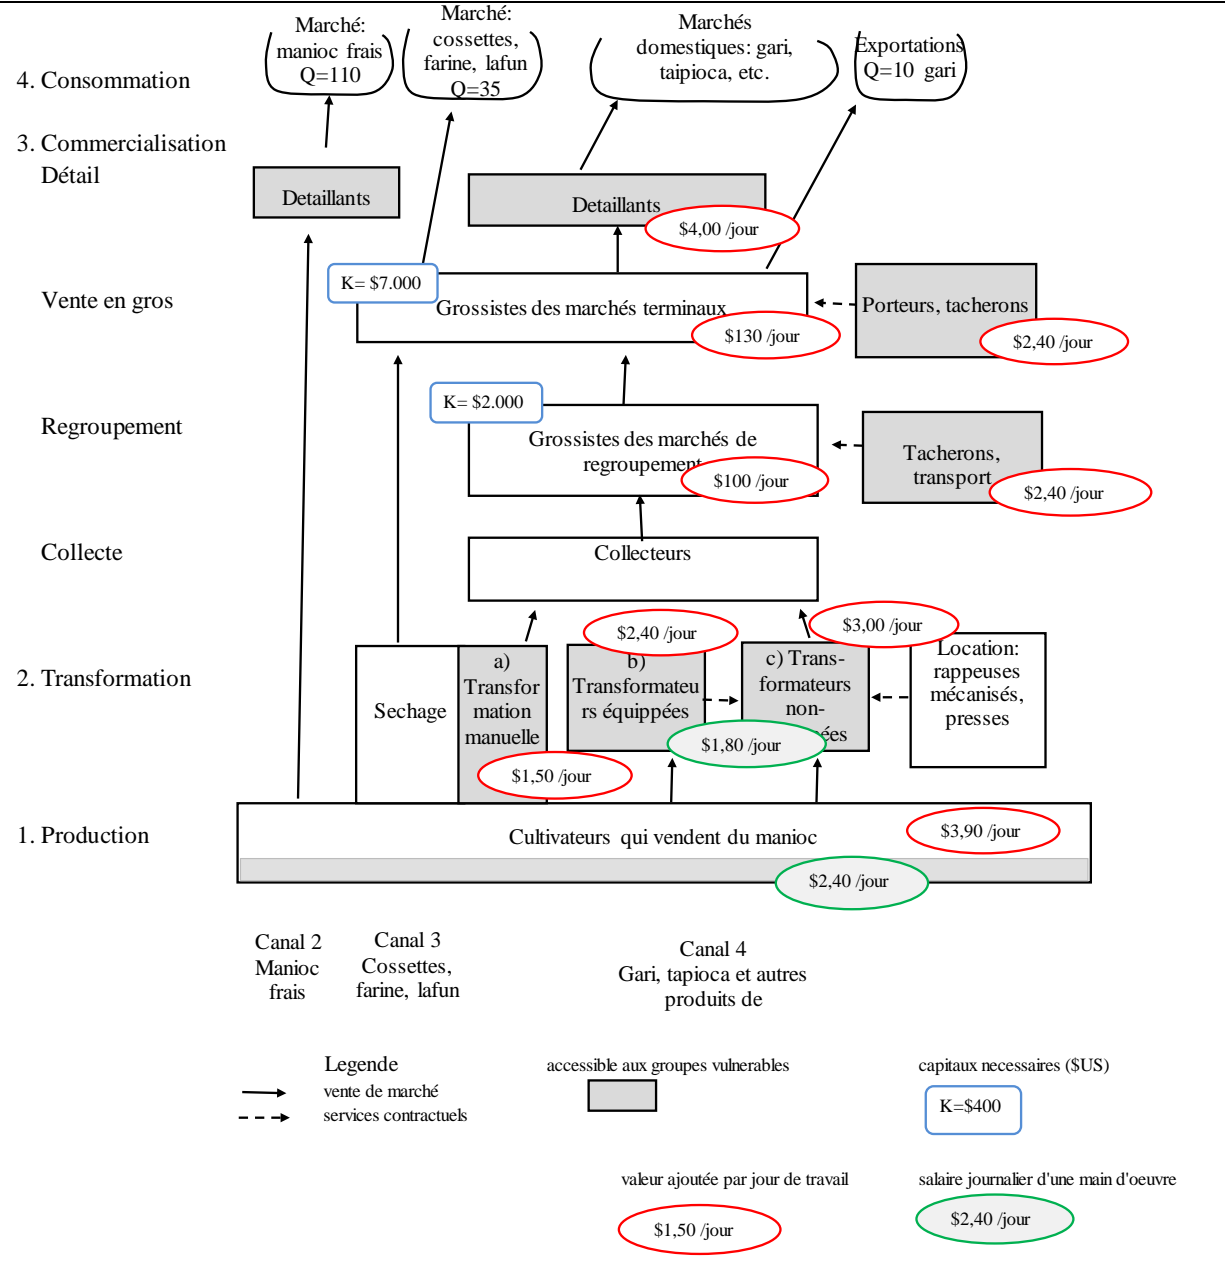 Marché:
manioc frais
Q=110
Marché:
cossettes,
farine, lafun
Q=35
Marchés
domestiques: gari,
taipioca, etc.
Exportations
Q=10 gari
4. Consommation
3. Commercialisation
Détail
Detaillants
Detaillants
$4,00 /jour
Vente en gros
K= $7.000
Grossistes des marchés terminaux
$130 /jour
Porteurs, tacherons
$2,40 /jour
Regroupement
K= $2.000
Grossistes des marchés de
regroupement
$100 /jour
Tacherons,
transport
$2,40 /jour
Collecte
Collecteurs
2. Transformation
Sechage
a)
Transfor
mation
manuelle
$1,50 /jour
$2,40 /jour
b)
Transformateu
rs équippées
$3,00 /jour
c) Trans-
formateurs
non-
ées
$1,80 /jour
Location:
rappeuses
mécanisés,
presses
1. Production
Cultivateurs qui vendent du manioc
$3,90 /jour
$2,40 /jour
Canal 2
Manioc
frais
Canal 3
Cossettes,
farine, lafun
Canal 4
Gari, tapioca et autres
produits de
Legende
vente de marché
services contractuels
accessible aux groupes vulnerables
capitaux necessaires ($US)
K=$400
valeur ajoutée par jour de travail
$1,50 /jour
salaire journalier d'une main d'oeuvre
$2,40 /jour